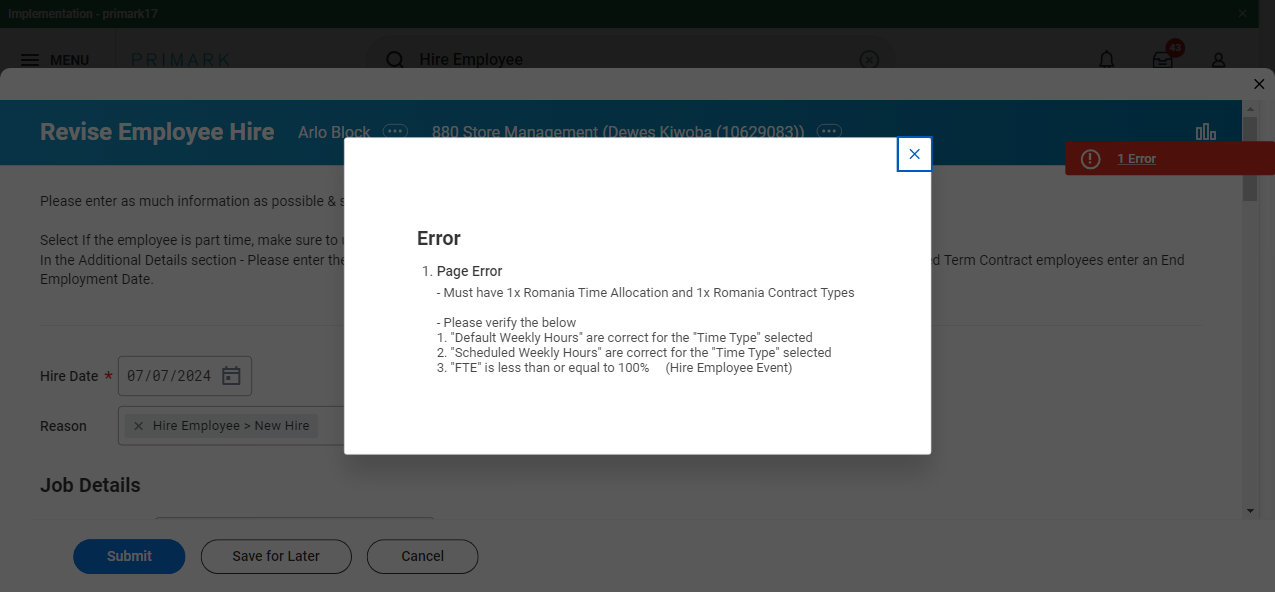 Implementation - primark17
MENU
PRIMARK
Hire Employee
43
Revise Employee Hire Arlo Block 880 Store Management (Dewes Kiwoba (10629083))
1 Error
Please enter as much information as possible & s
Select If the employee is part time, make sure to
In the Additional Details section - Please enter the
ed Term Contract employees enter an End
Employment Date.
Error
1. Page Error
- Must have 1x Romania Time Allocation and 1x Romania Contract Types
- Please verify the below
1. "Default Weekly Hours" are correct for the "Time Type" selected
2. "Scheduled Weekly Hours" are correct for the "Time Type" selected
3. "FTE" is less than or equal to 100% (Hire Employee Event)
Hire Date * 07/07/2024
Reason × Hire Employee > New Hire
Job Details
Submit Save for Later Cancel